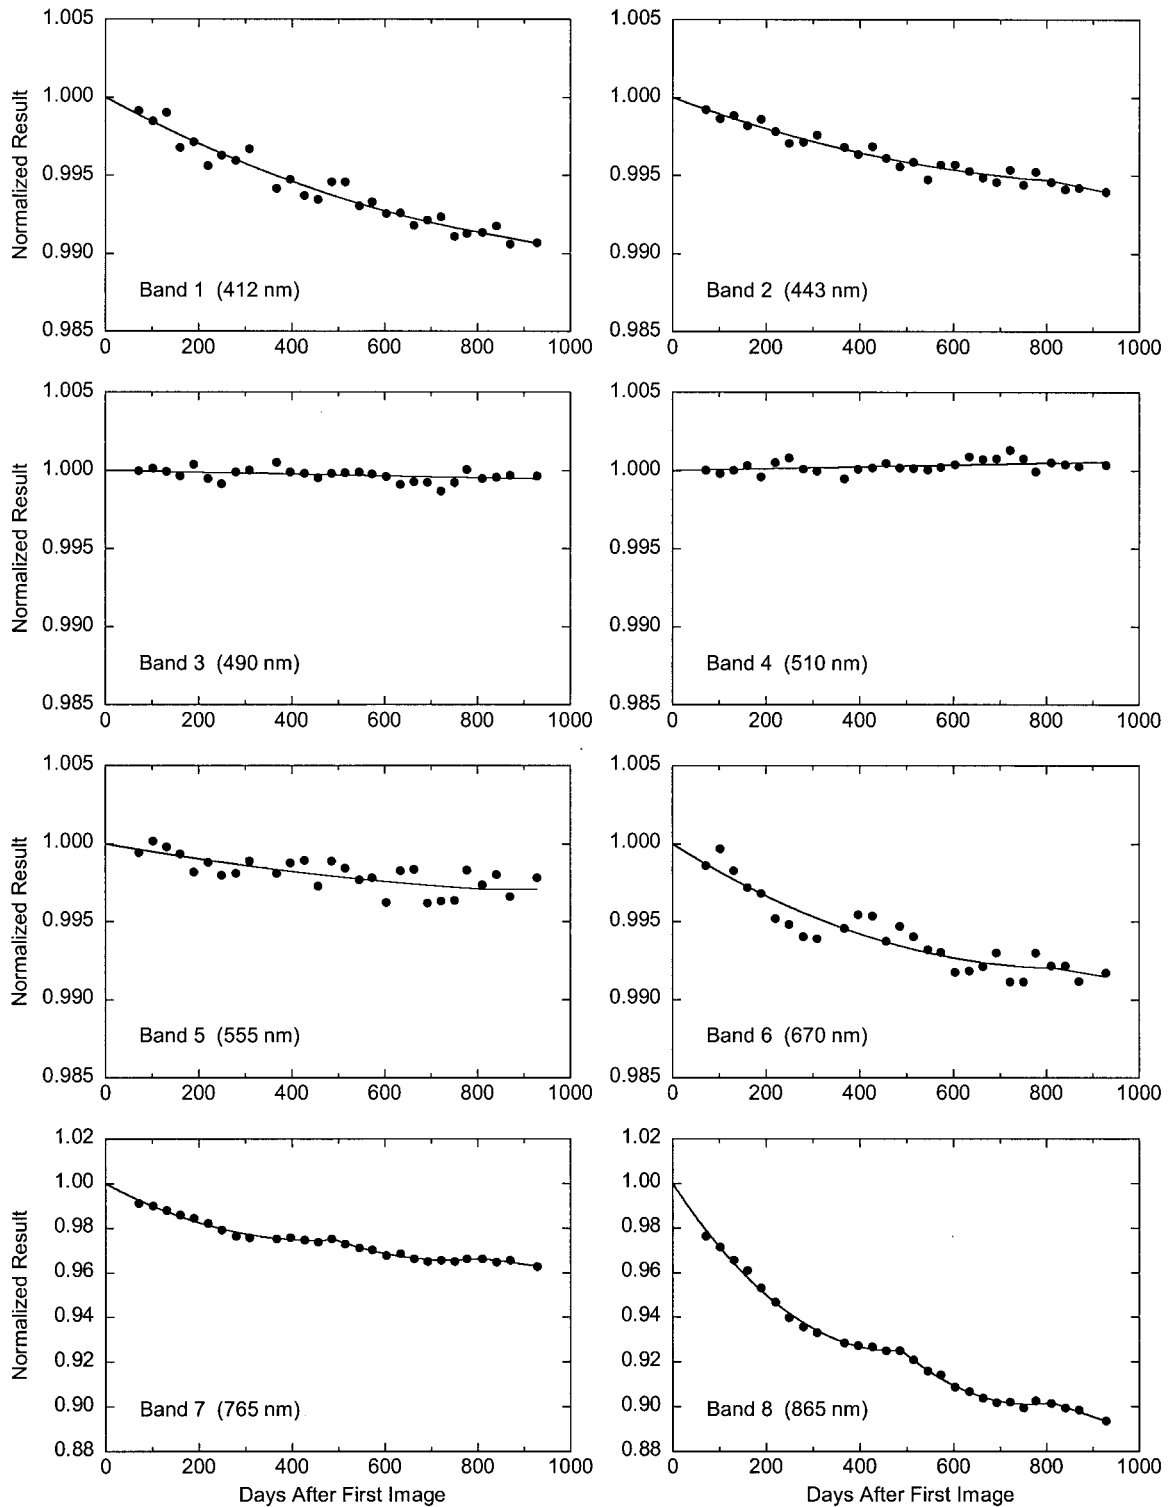 1.005
1.000
0.995
0.990
0.985
Normalized Result
Band 1 (412 nm)
0 200 400 600 800 1000
1.005
1.000
0.995
0.990
0.985
Band 2 (443 nm)
0 200 400 600 800 1000
1.005
1.000
0.995
0.990
0.985
Normalized Result
Band 3 (490 nm)
0 200 400 600 800 1000
1.005
1.000
0.995
0.990
0.985
Band 4 (510 nm)
0 200 400 600 800 1000
1.005
1.000
0.995
0.990
0.985
Normalized Result
Band 5 (555 nm)
0 200 400 600 800 1000
1.005
1.000
0.995
0.990
0.985
Band 6 (670 nm)
0 200 400 600 800 1000
1.02
1.00
0.98
0.96
0.94
0.92
0.90
0.88
Normalized Result
Band 7 (765 nm)
0 200 400 600 800 1000
Days After First Image
1.02
1.00
0.98
0.96
0.94
0.92
0.90
0.88
Band 8 (865 nm)
0 200 400 600 800 1000
Days After First Image